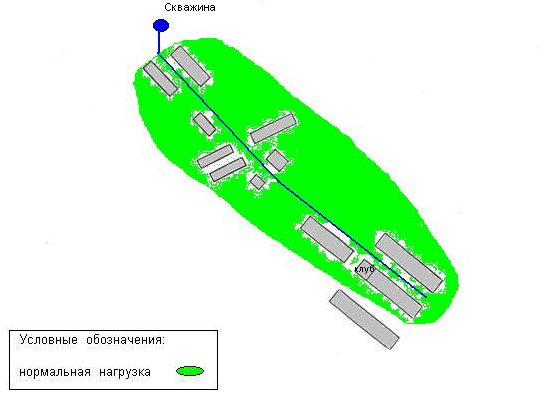 Скважина
клуб
Условные обозначения:
нормальная нагрузка